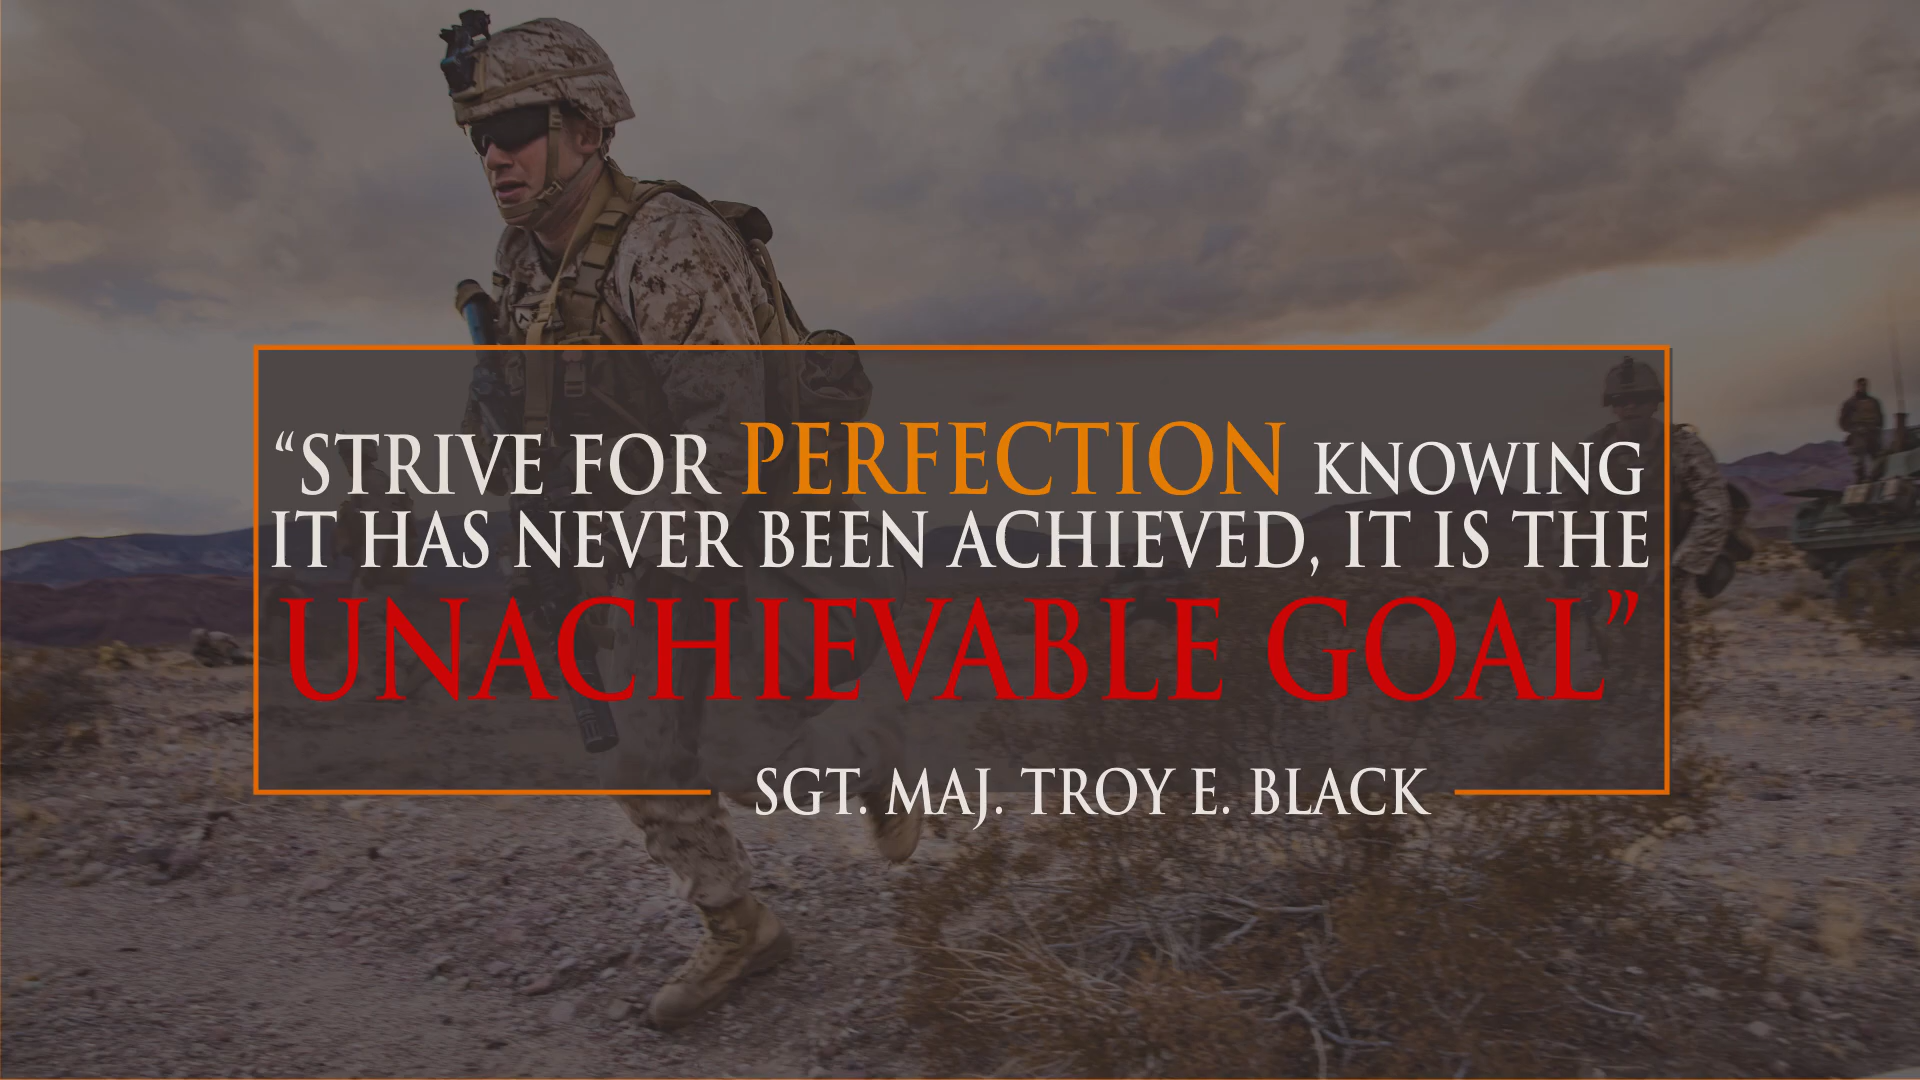 “STRIVE FOR PERFECTION KNOWING
IT HAS NEVER BEEN ACHIEVED, IT IS THE
UNACHIEVABLE GOAL”
SGT. MAJ. TROY E. BLACK